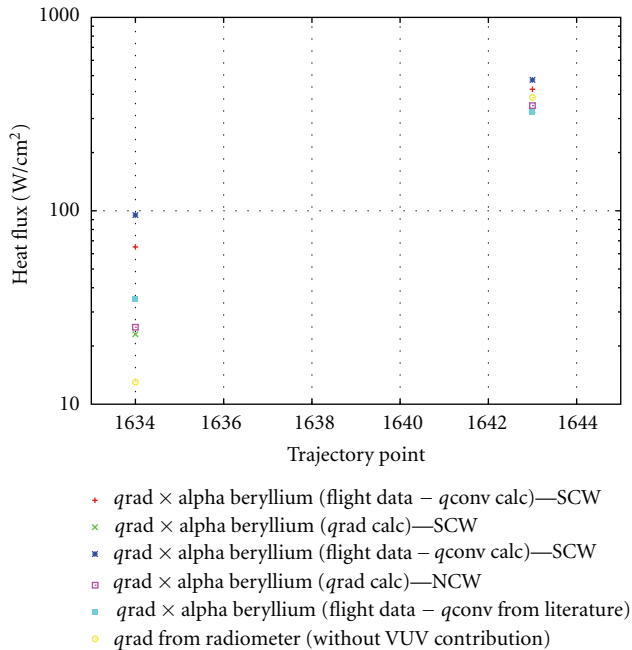 1000
100
10
Heat flux (W/cm²)
1634 1636 1638 1640 1642 1644
Trajectory point
qrad × alpha beryllium (flight data − qconv calc)—SCW
qrad × alpha beryllium (qrad calc)—SCW
qrad × alpha beryllium (flight data − qconv calc)—SCW
qrad × alpha beryllium (qrad calc)—NCW
qrad × alpha beryllium (flight data − qconv from literature)
qrad from radiometer (without VUV contribution)